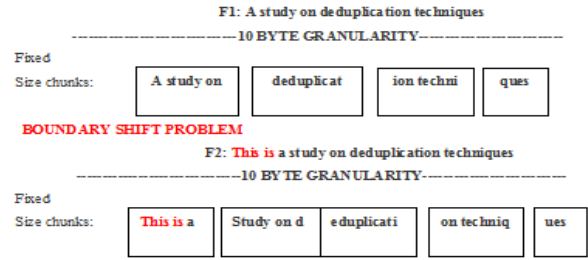 F1: A study on deduplication techniques
-----------------------------10 BYTE GRANULARITY-------------------------
Fixed
Size chunks: A study on deduplicat ion techni ques
BOUNDARY SHIFT PROBLEM
F2: This is a study on deduplication techniques
-----------------------------10 BYTE GRANULARITY-------------------------
Fixed
Size chunks: This is a Study on d eduplicati on techniq ues